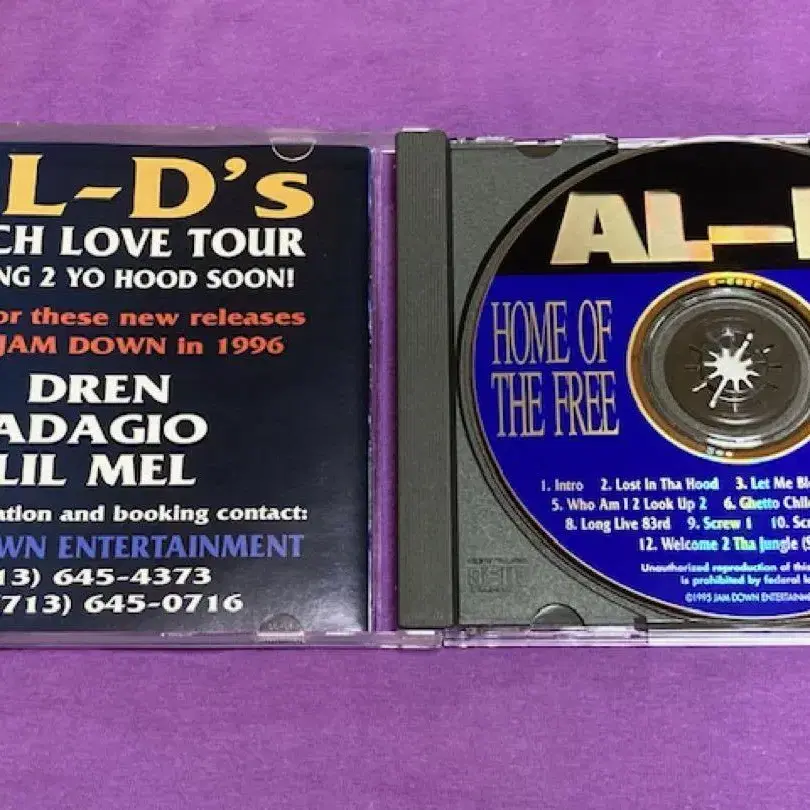 L-D's
CH LOVE TOUR
NG 2 YO HOOD SOON!
or these new releases
JAM DOWN in 1996
DREN
ADAGIO
LIL MEL
ation and booking contact:
OWN ENTERTAINMENT
13) 645-4373
(713) 645-0716
AL-
HOME OF
THE FREE
1. Intro 2. Lost In Tha Hood 3. Let Me Bl
5. Who Am I 2 Look Up 2 6. Ghetto Chil
8. Long Live 83rd 9. Screw 1 10. Sc
12. Welcome 2 Tha Jungle (S
Unauthorized reproduction of this
is prohibited by federal l
©1995 JAM DOWN ENTERTAINME